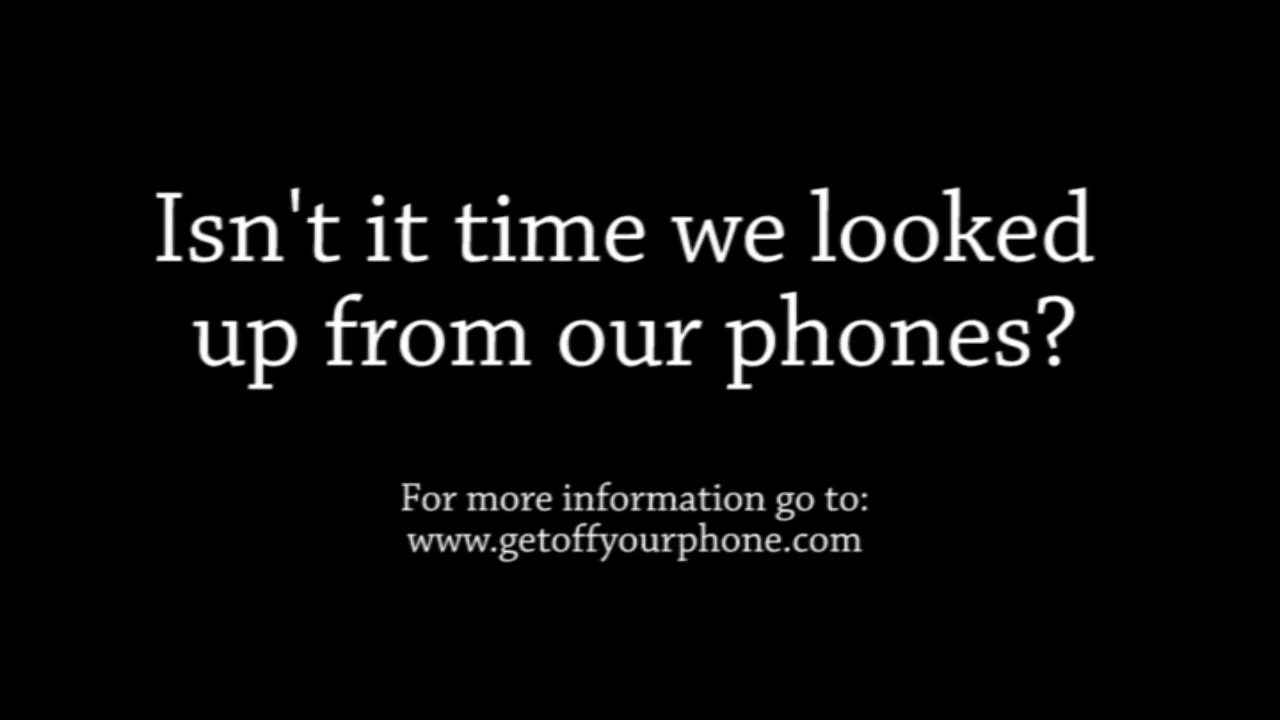 Isn't it time we looked
up from our phones?
For more information go to:
www.getoffyourphone.com